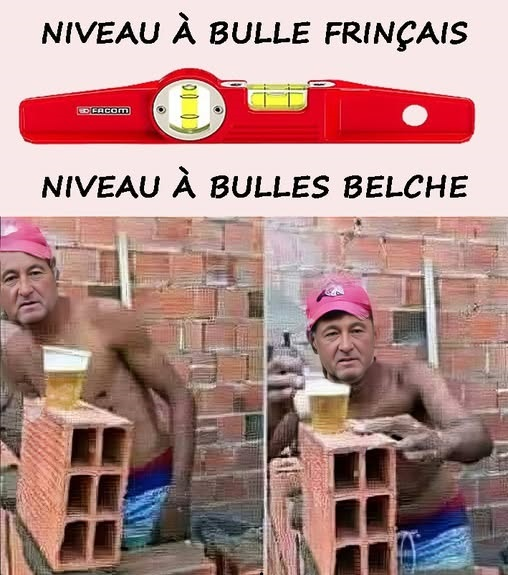 NIVEAU À BULLE FRINÇAIS
FACOM
NIVEAU À BULLES BELCHE